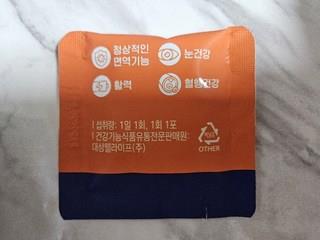 정상적인
면역기능
눈건강
활력
혈행건강
| 섭취량: 1일 1회, 1회 1포
| 건강기능식품유통전문판매원:
대상웰라이프(주)
OTHER